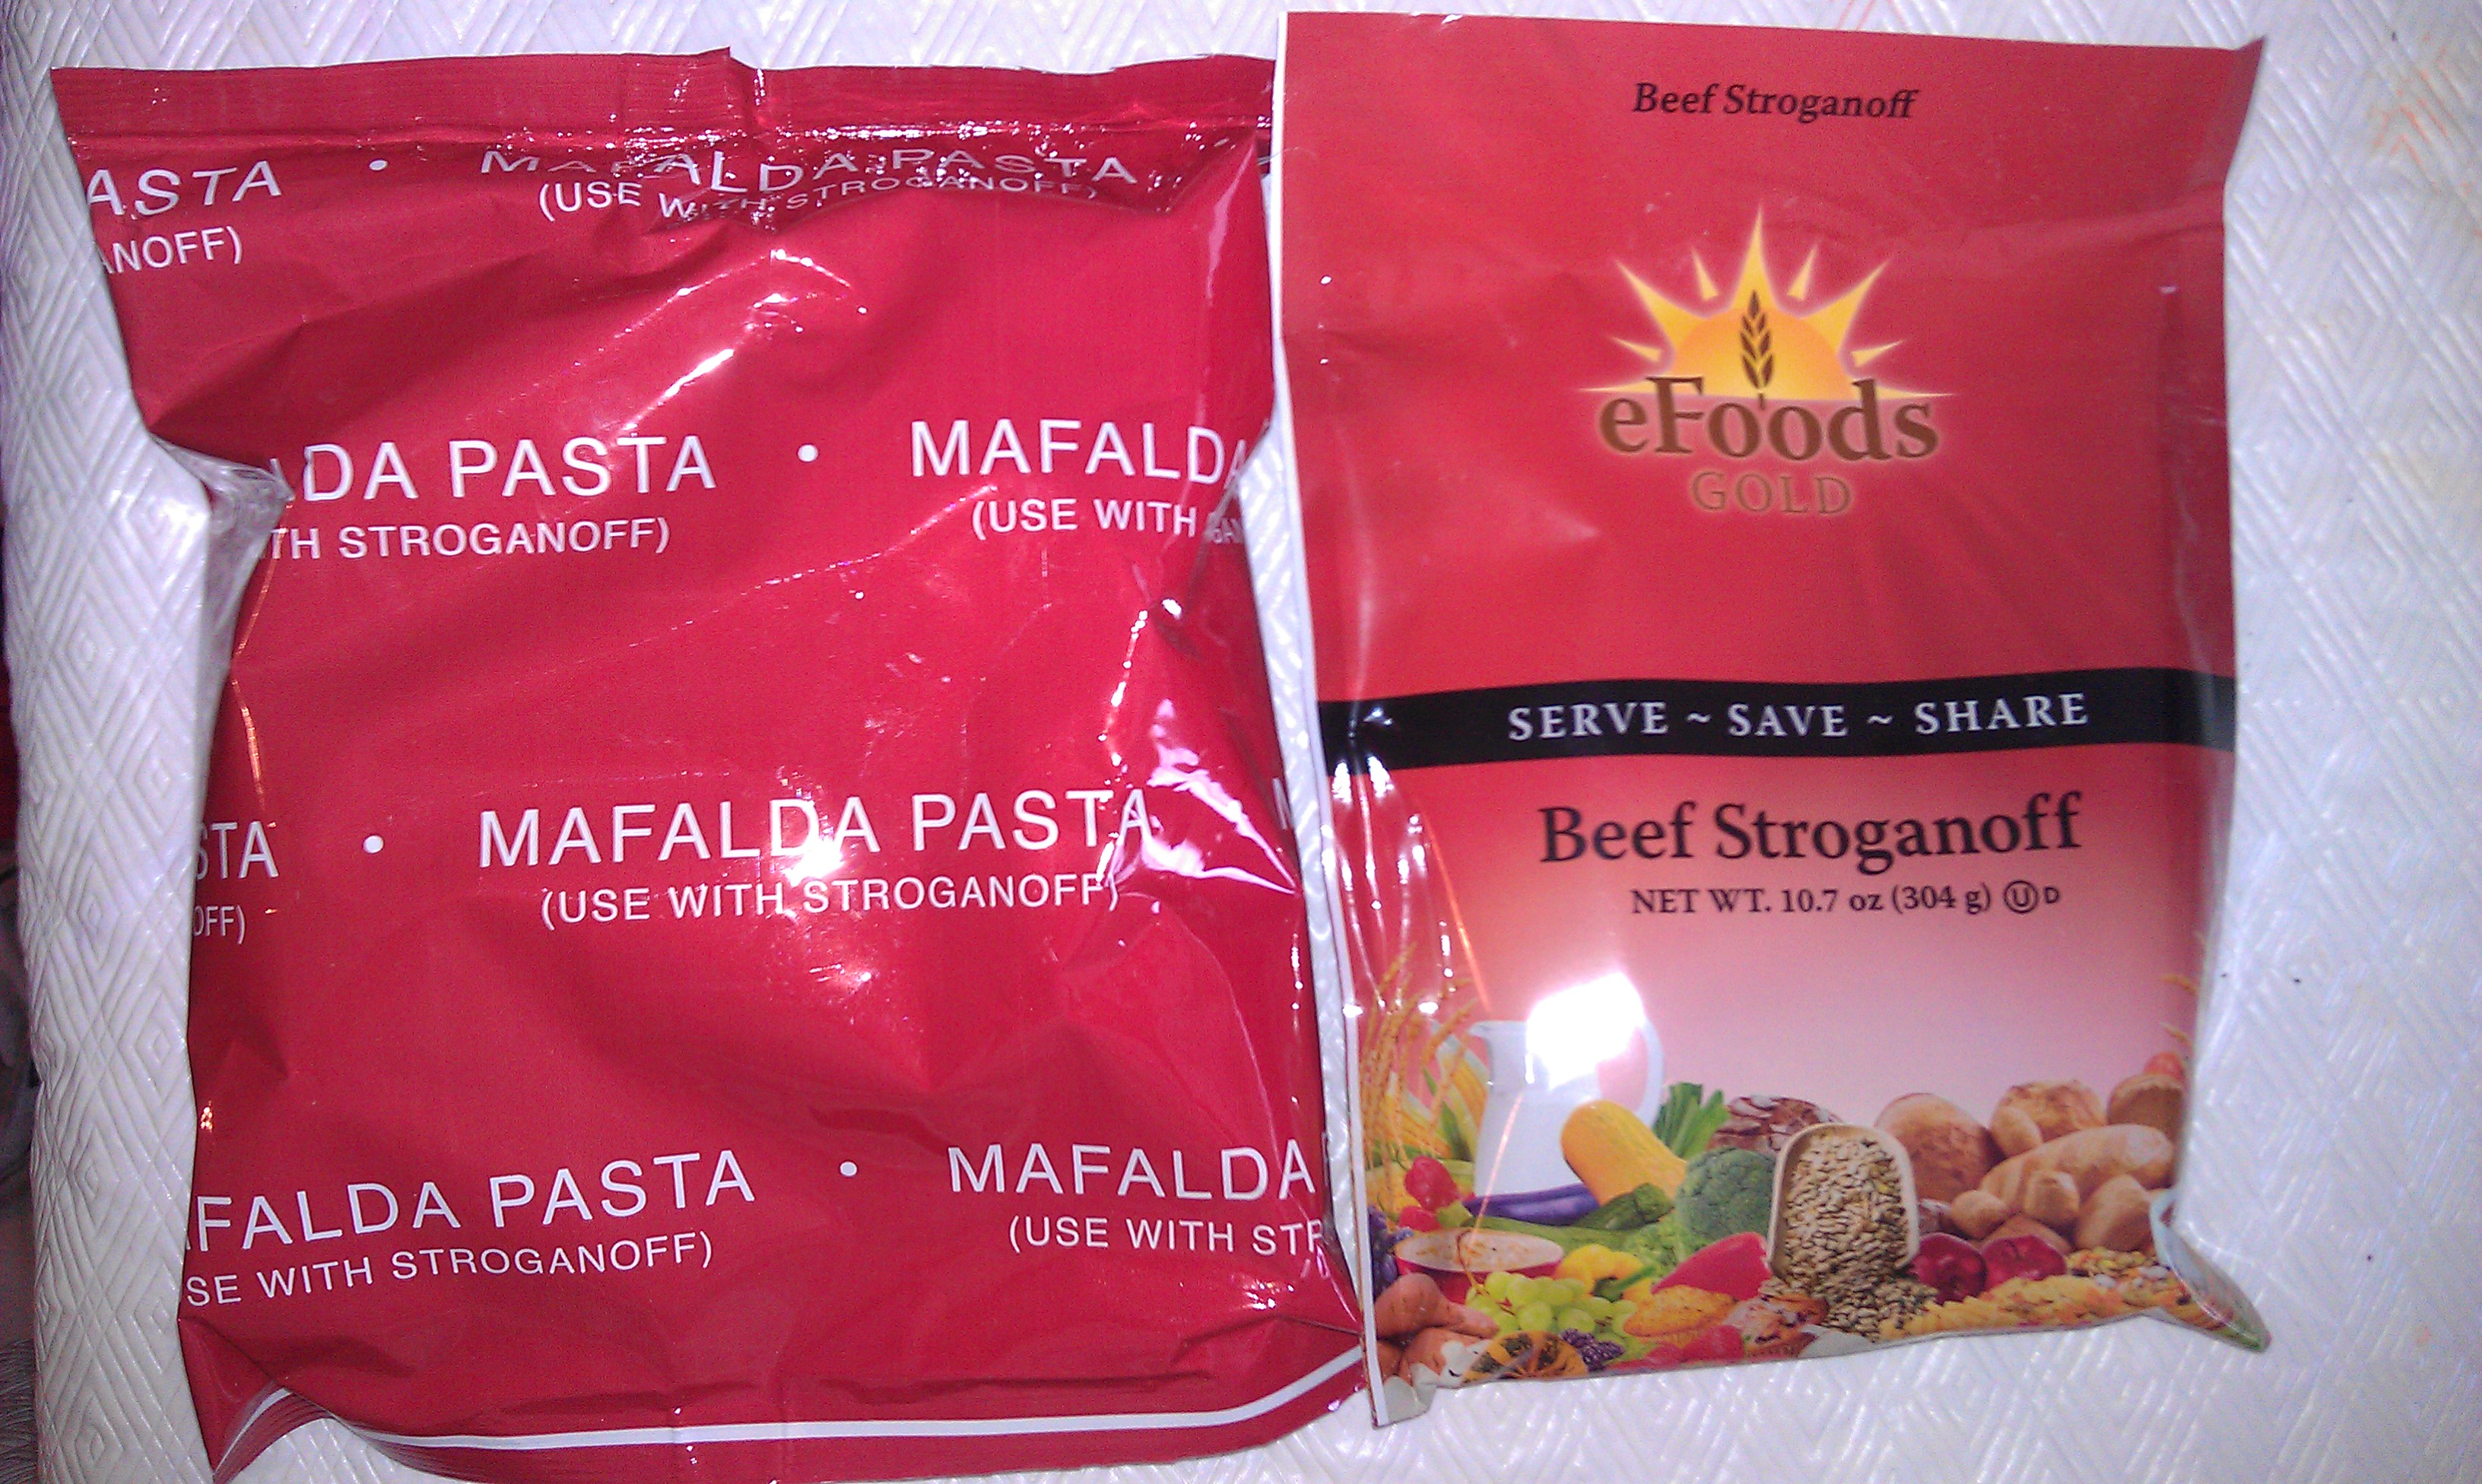 ASTA • MAFALDA PASTA
ANOFF) (USE WITH STROGANOFF)
LDA PASTA • MAFALDA
TH STROGANOFF) (USE WITH
STA • MAFALDA PASTA
OFF) (USE WITH STROGANOFF)
FALDA PASTA • MAFALDA
SE WITH STROGANOFF) (USE WITH STR
Beef Stroganoff
eFoods
GOLD
SERVE ~ SAVE ~ SHARE
Beef Stroganoff
NET WT. 10.7 oz (304 g) Ⓤ D